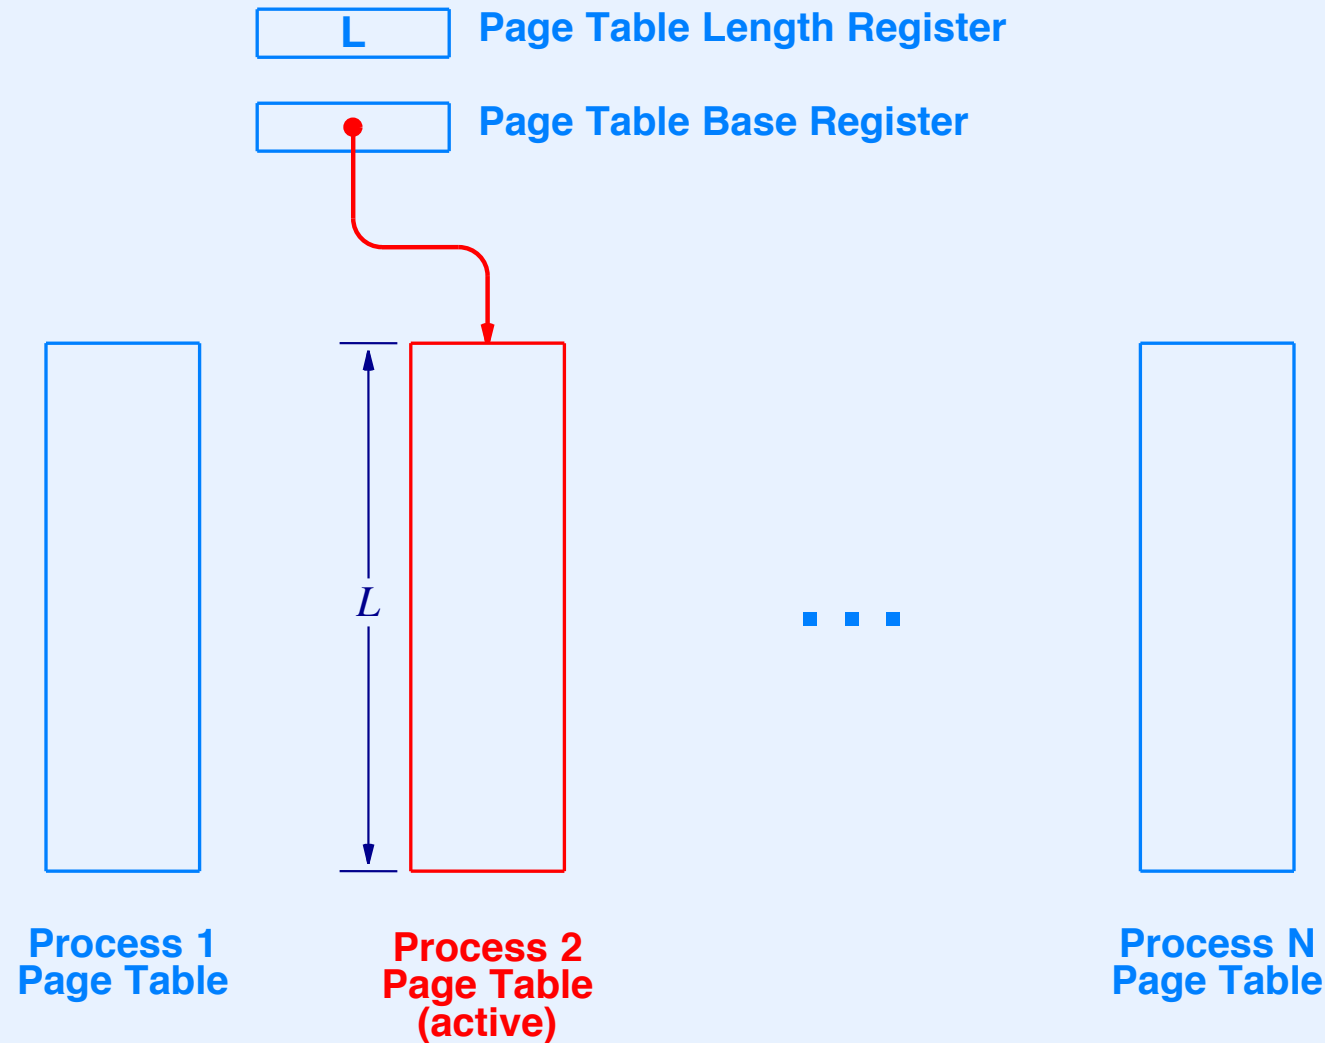 L
Page Table Length Register
Page Table Base Register
L
Process 1
Page Table
Process 2
Page Table
(active)
Process N
Page Table